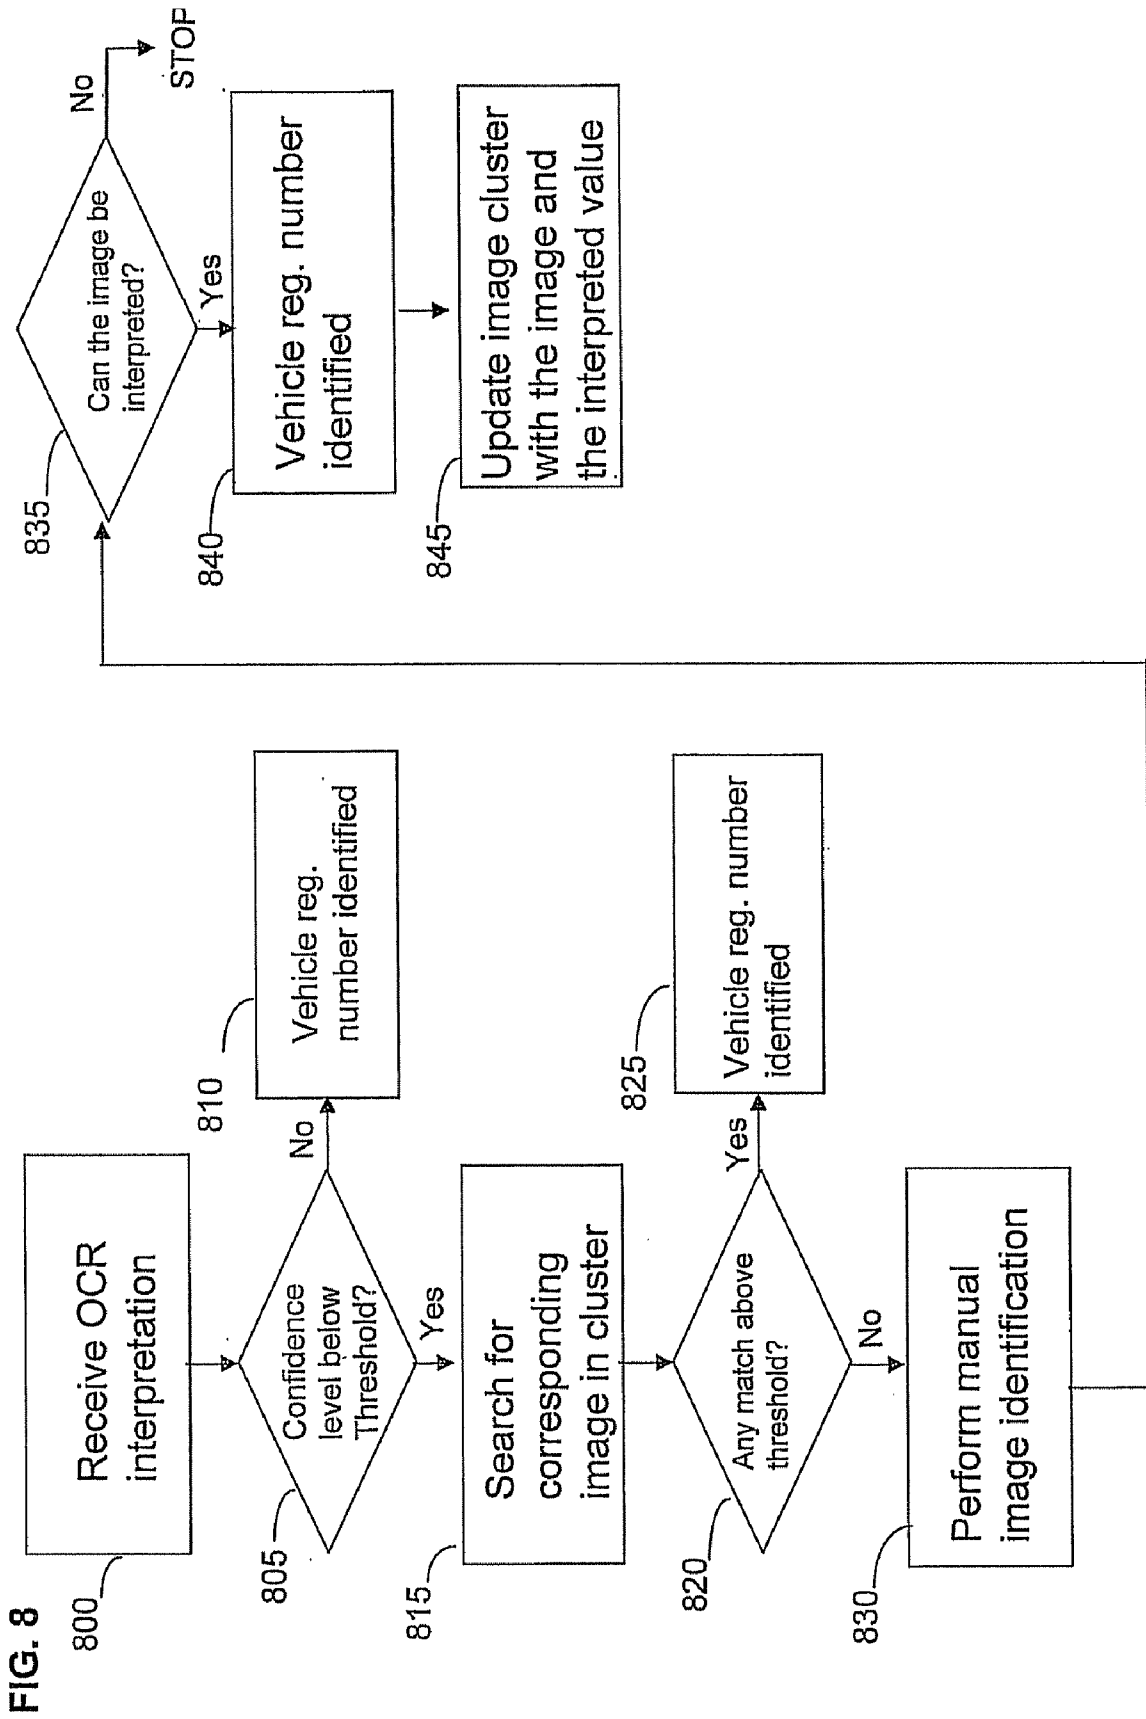 FIG. 8
800
Receive OCR
interpretation
805
Confidence
level below
Threshold?
No
810
Vehicle reg.
number identified
Yes
815
Search for
corresponding
image in cluster
820
Any match above
threshold?
Yes
825
Vehicle reg. number
identified
No
830
Perform manual
image identification
835
Can the image be
interpreted?
No
STOP
Yes
840
Vehicle reg. number
identified
845
Update image cluster
with the image and
the interpreted value